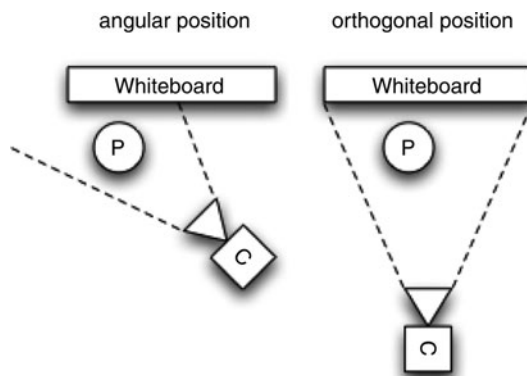 angular position
orthogonal position
Whiteboard
Whiteboard
P
P
C
C